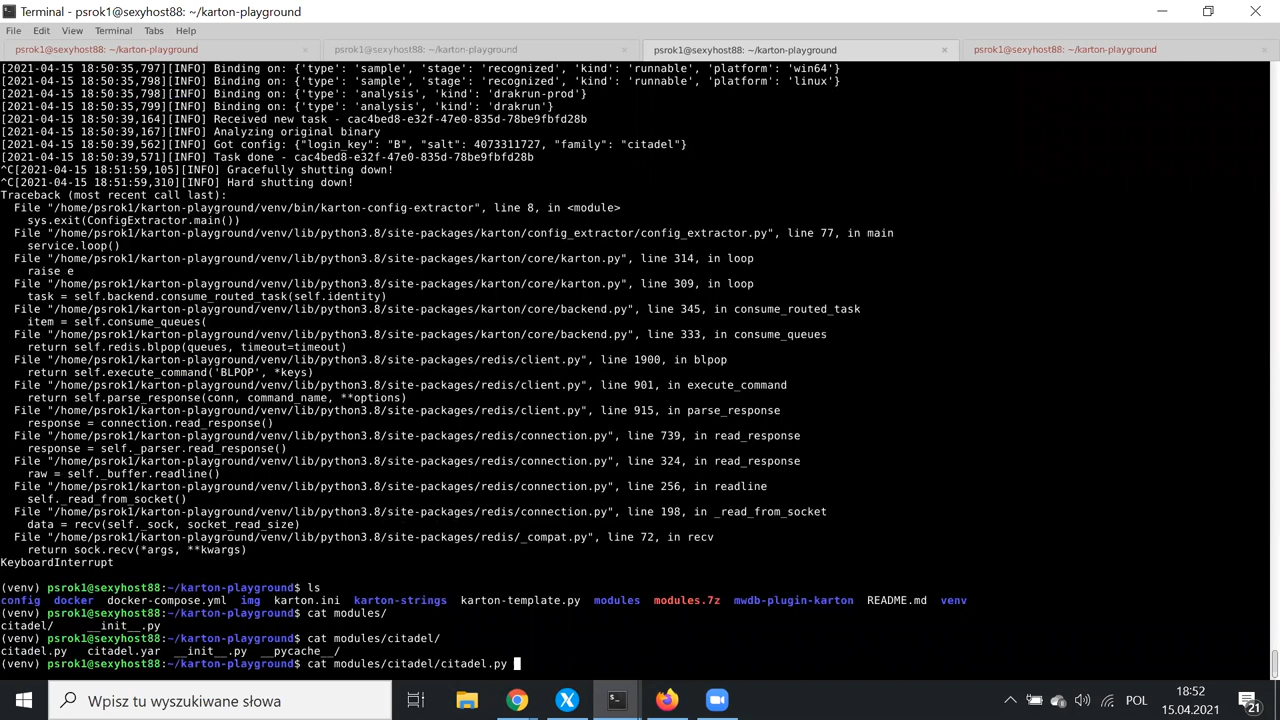 Terminal - psrok1@sexyhost88: ~/karton-playground
File Edit View Terminal Tabs Help
psrok1@sexyhost88: ~/karton-playground × psrok1@sexyhost88: ~/karton-playground × psrok1@sexyhost88: ~/karton-playground × psrok1@sexyhost88: ~/karton-playground ×
[2021-04-15 18:50:35,797][INFO] Binding on: {'type': 'sample', 'stage': 'recognized', 'kind': 'runnable', 'platform': 'win64'}
[2021-04-15 18:50:35,798][INFO] Binding on: {'type': 'sample', 'stage': 'recognized', 'kind': 'runnable', 'platform': 'linux'}
[2021-04-15 18:50:35,798][INFO] Binding on: {'type': 'analysis', 'kind': 'drakrun-prod'}
[2021-04-15 18:50:35,799][INFO] Binding on: {'type': 'analysis', 'kind': 'drakrun'}
[2021-04-15 18:50:39,164][INFO] Received new task - cac4bed8-e32f-47e0-835d-78be9fbfd28b
[2021-04-15 18:50:39,167][INFO] Analyzing original binary
[2021-04-15 18:50:39,562][INFO] Got config: {"login_key": "B", "salt": 4073311727, "family": "citadel"}
[2021-04-15 18:50:39,571][INFO] Task done - cac4bed8-e32f-47e0-835d-78be9fbfd28b
^C[2021-04-15 18:51:59,105][INFO] Gracefully shutting down!
^C[2021-04-15 18:51:59,310][INFO] Hard shutting down!
Traceback (most recent call last):
File "/home/psrok1/karton-playground/venv/bin/karton-config-extractor", line 8, in <module>
sys.exit(ConfigExtractor.main())
File "/home/psrok1/karton-playground/venv/lib/python3.8/site-packages/karton/config_extractor/config_extractor.py", line 77, in main
service.loop()
File "/home/psrok1/karton-playground/venv/lib/python3.8/site-packages/karton/core/karton.py", line 314, in loop
raise e
File "/home/psrok1/karton-playground/venv/lib/python3.8/site-packages/karton/core/karton.py", line 309, in loop
task = self.backend.consume_routed_task(self.identity)
File "/home/psrok1/karton-playground/venv/lib/python3.8/site-packages/karton/core/backend.py", line 345, in consume_routed_task
item = self.consume_queues(
File "/home/psrok1/karton-playground/venv/lib/python3.8/site-packages/karton/core/backend.py", line 333, in consume_queues
return self.redis.blpop(queues, timeout=timeout)
File "/home/psrok1/karton-playground/venv/lib/python3.8/site-packages/redis/client.py", line 1900, in blpop
return self.execute_command('BLPOP', *keys)
File "/home/psrok1/karton-playground/venv/lib/python3.8/site-packages/redis/client.py", line 901, in execute_command
return self.parse_response(conn, command_name, **options)
File "/home/psrok1/karton-playground/venv/lib/python3.8/site-packages/redis/client.py", line 915, in parse_response
response = connection.read_response()
File "/home/psrok1/karton-playground/venv/lib/python3.8/site-packages/redis/connection.py", line 739, in read_response
response = self._parser.read_response()
File "/home/psrok1/karton-playground/venv/lib/python3.8/site-packages/redis/connection.py", line 324, in read_response
raw = self._buffer.readline()
File "/home/psrok1/karton-playground/venv/lib/python3.8/site-packages/redis/connection.py", line 256, in readline
self._read_from_socket()
File "/home/psrok1/karton-playground/venv/lib/python3.8/site-packages/redis/connection.py", line 198, in _read_from_socket
data = recv(self._sock, socket_read_size)
File "/home/psrok1/karton-playground/venv/lib/python3.8/site-packages/redis/_compat.py", line 72, in recv
return sock.recv(*args, **kwargs)
KeyboardInterrupt
(venv) psrok1@sexyhost88:~/karton-playground$ ls
config docker docker-compose.yml img karton.ini karton-strings karton-template.py modules modules.7z mwdb-plugin-karton README.md venv
(venv) psrok1@sexyhost88:~/karton-playground$ cat modules/
citadel/ __init__.py
(venv) psrok1@sexyhost88:~/karton-playground$ cat modules/citadel/
citadel.py citadel.yar __init__.py __pycache__/
(venv) psrok1@sexyhost88:~/karton-playground$ cat modules/citadel/citadel.py
Wpisz tu wyszukiwane słowa
POL
18:52
15.04.2021
21